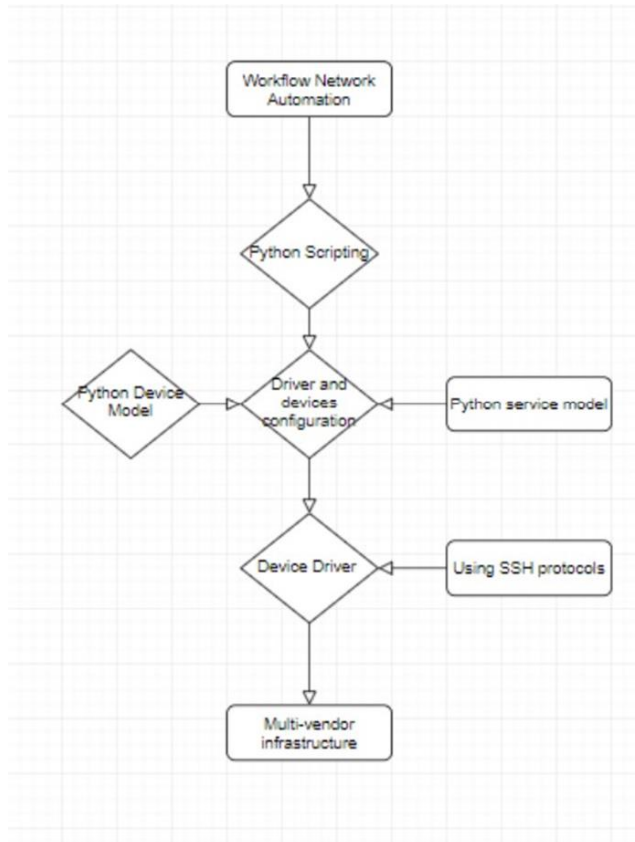 Workflow Network
Automation
Python Scripting
Python Device
Model
Driver and
devices
configuration
Python service model
Device Driver
Using SSH protocols
Multi-vendor
infrastructure